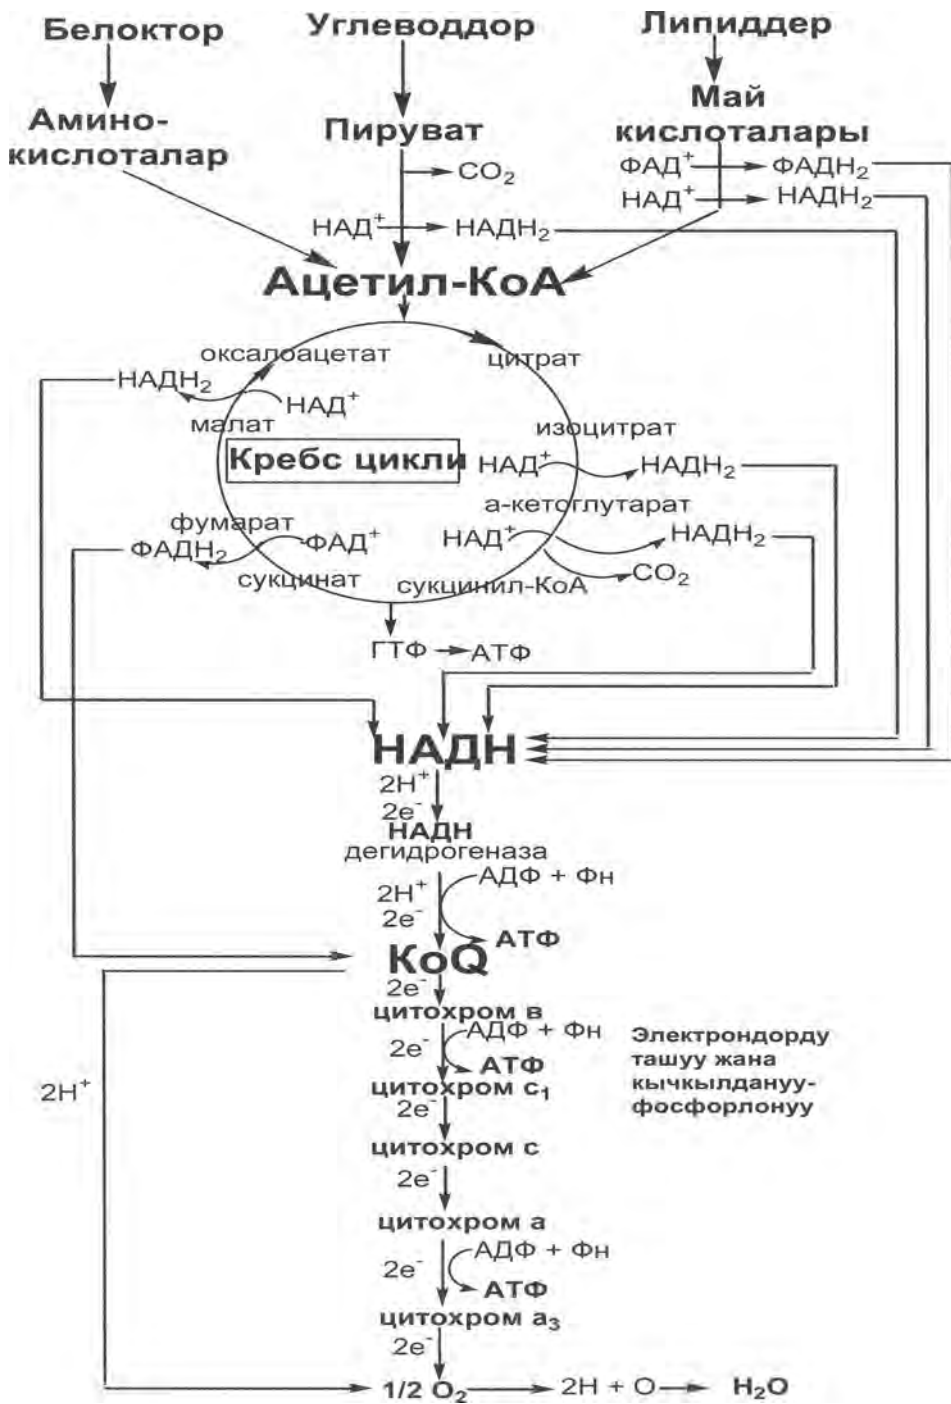 Белоктор
Углеводдор
Липиддер
Амино-
кислоталар
Пируват
Май
кислоталары
CO₂
ФАД⁺
ФАДН₂
НАД⁺
НАДН₂
НАД⁺
НАДН₂
Ацетил-КоА
оксалоацетат
цитрат
НАДН₂
НАД⁺
малат
изоцитрат
Кребс цикли
НАД⁺
НАДН₂
а-кетоглутарат
фумарат
ФАДН₂
ФАД⁺
НАД⁺
НАДН₂
сукцинат
сукцинил-КоА
CO₂
ГТФ
АТФ
НАДН
2H⁺
2e⁻
НАДН
дегидрогеназа
2H⁺
2e⁻
АДФ + Фн
АТФ
КоQ
2e⁻
цитохром в
2e⁻
АДФ + Фн
АТФ
цитохром с₁
2e⁻
Электрондорду
ташуу жана
кычкылдануу-
фосфорлонуу
2H⁺
цитохром с
2e⁻
цитохром а
2e⁻
АДФ + Фн
АТФ
цитохром а₃
2e⁻
1/2 O₂
2H + O
H₂O